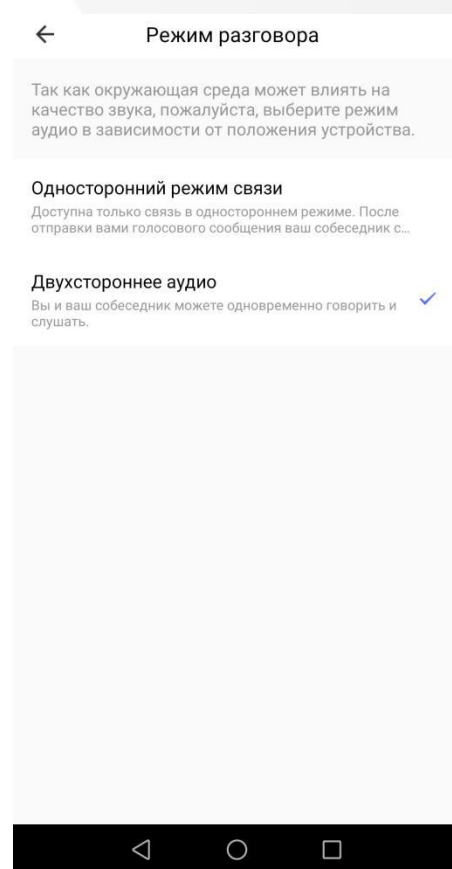 Режим разговора
Так как окружающая среда может влиять на
качество звука, пожалуйста, выберите режим
аудио в зависимости от положения устройства.
Односторонний режим связи
Доступна только связь в одностороннем режиме. После
отправки вами голосового сообщения ваш собеседник с...
Двухстороннее аудио
Вы и ваш собеседник можете одновременно говорить и
слушать.